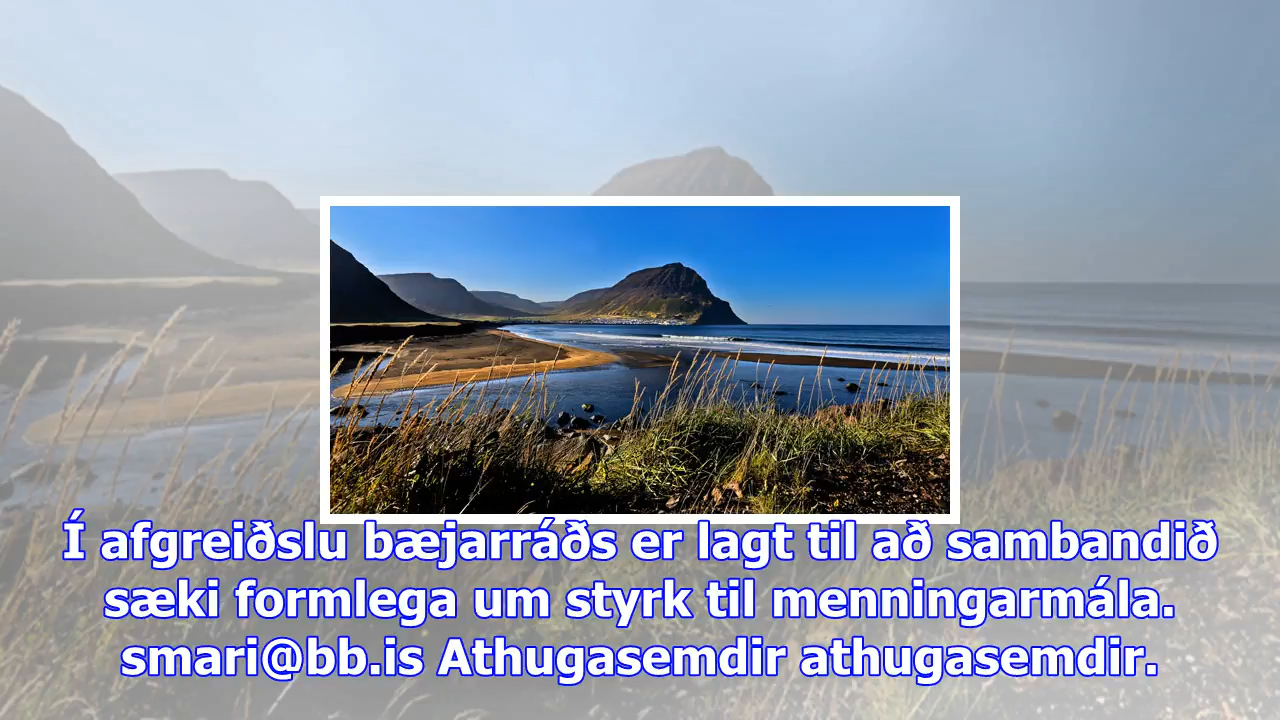 Í afgreiðslu bæjarráðs er lagt til að sambandið
sæki formlega um styrk til menningarmála.
smari@bb.is Athugasemdir athugasemdir.